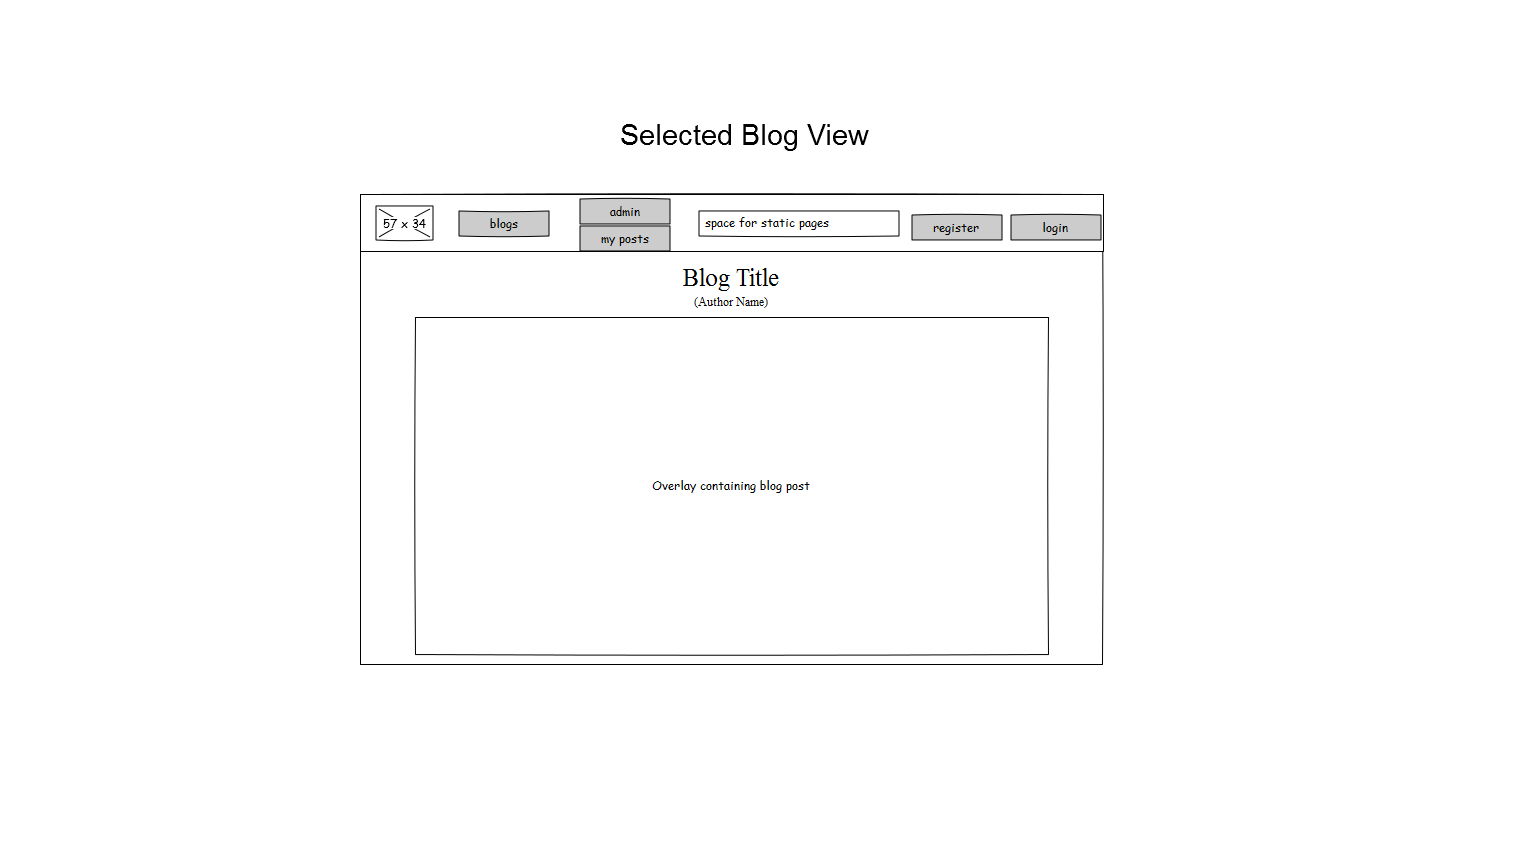 Selected Blog View
57 x 34
blogs
admin
my posts
space for static pages
register
login
Blog Title
(Author Name)
Overlay containing blog post